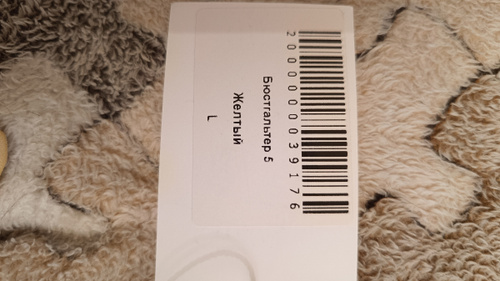 2000000039176
Бюстгальтер 5
Желтый
L